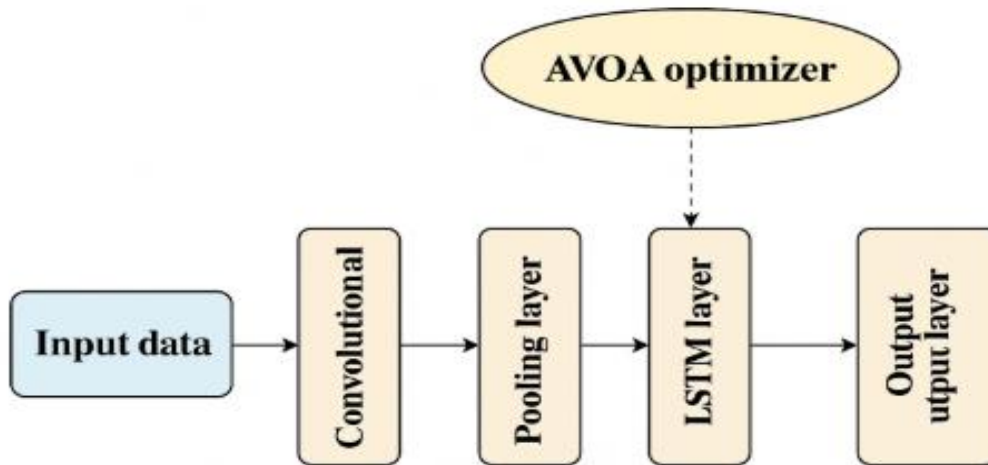 AVOA optimizer
Input data
Convolutional
Pooling layer
LSTM layer
Output
utput layer